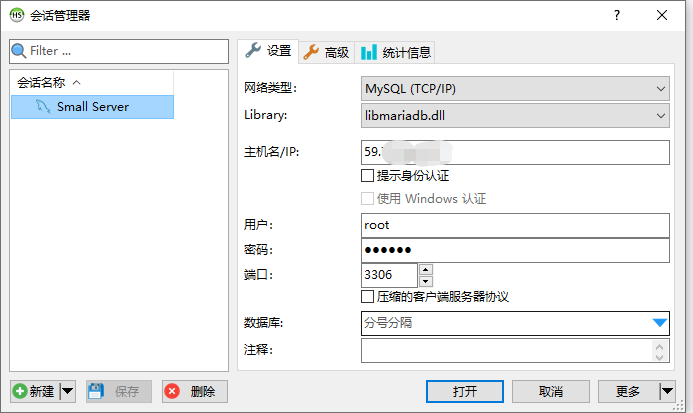 HS 会话管理器 ?
Filter ...
会话名称
Small Server
设置 高级 统计信息
网络类型: MySQL (TCP/IP)
Library: libmariadb.dll
主机名/IP: 59.
提示身份认证
使用 Windows 认证
用户: root
密码: ●●●●●●
端口: 3306
压缩的客户端服务器协议
数据库: 分号分隔
注释:
新建 保存 删除 打开 取消 更多